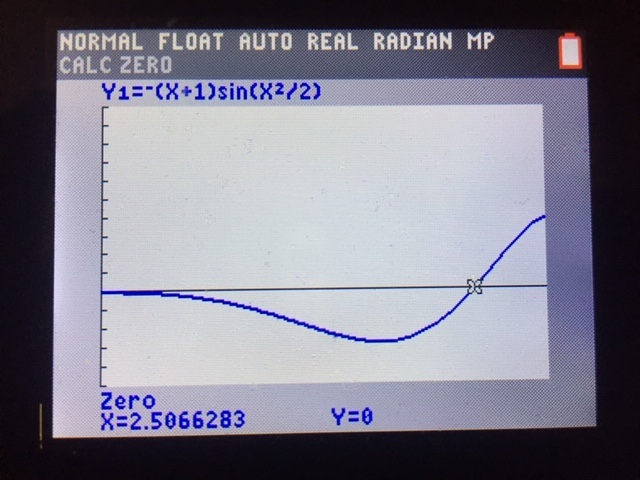 NORMAL FLOAT AUTO REAL RADIAN MP
CALC ZERO
Y₁=⁻(X+1)sin(X²/2)
Zero
X=2.5066283 Y=0